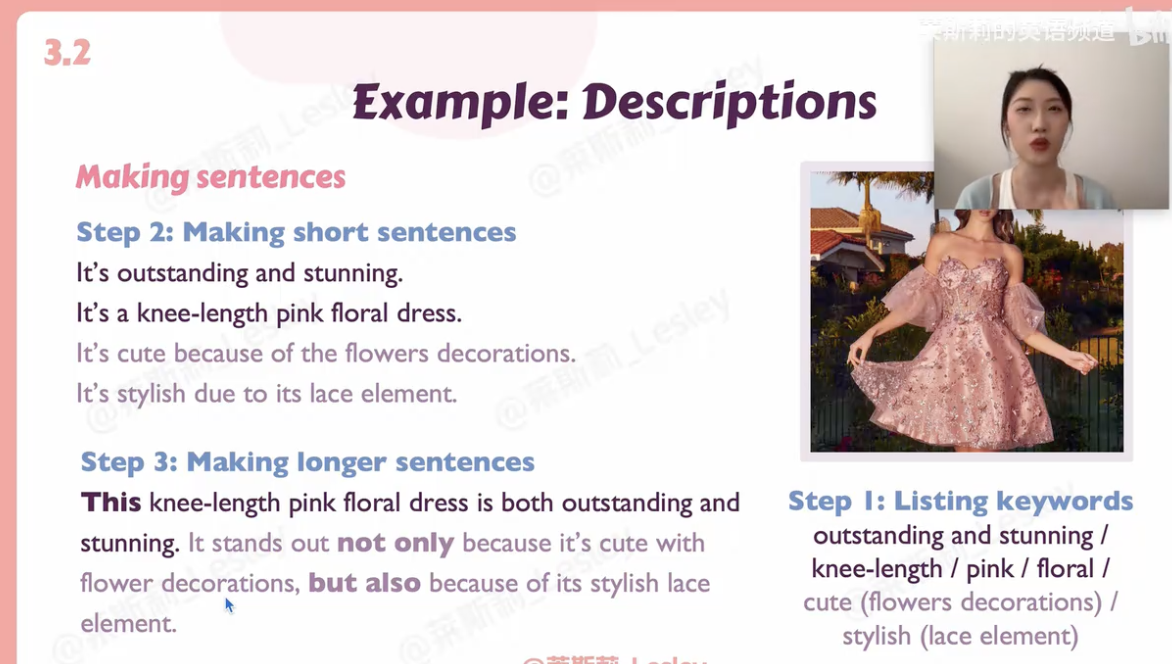 3.2
莱斯莉的英语频道 bili
Example: Descriptions
Making sentences
Step 2: Making short sentences
It's outstanding and stunning.
It's a knee-length pink floral dress.
It's cute because of the flowers decorations.
It's stylish due to its lace element.
Step 3: Making longer sentences
This knee-length pink floral dress is both outstanding and
stunning. It stands out not only because it's cute with
flower decorations, but also because of its stylish lace
element.
Step 1: Listing keywords
outstanding and stunning /
knee-length / pink / floral /
cute (flowers decorations) /
stylish (lace element)
@莱斯莉_Lesley